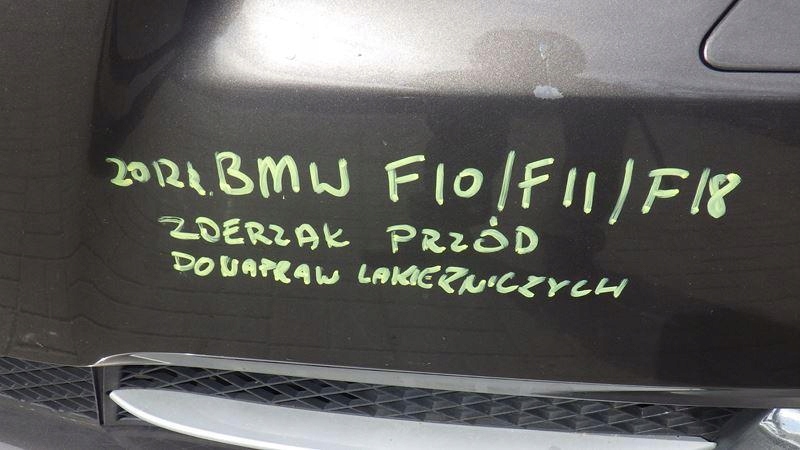 2012r. BMW F10/F11/F18
ZDERZAK PRZÓD
DO NAPRAW LAKIERNICZYCH